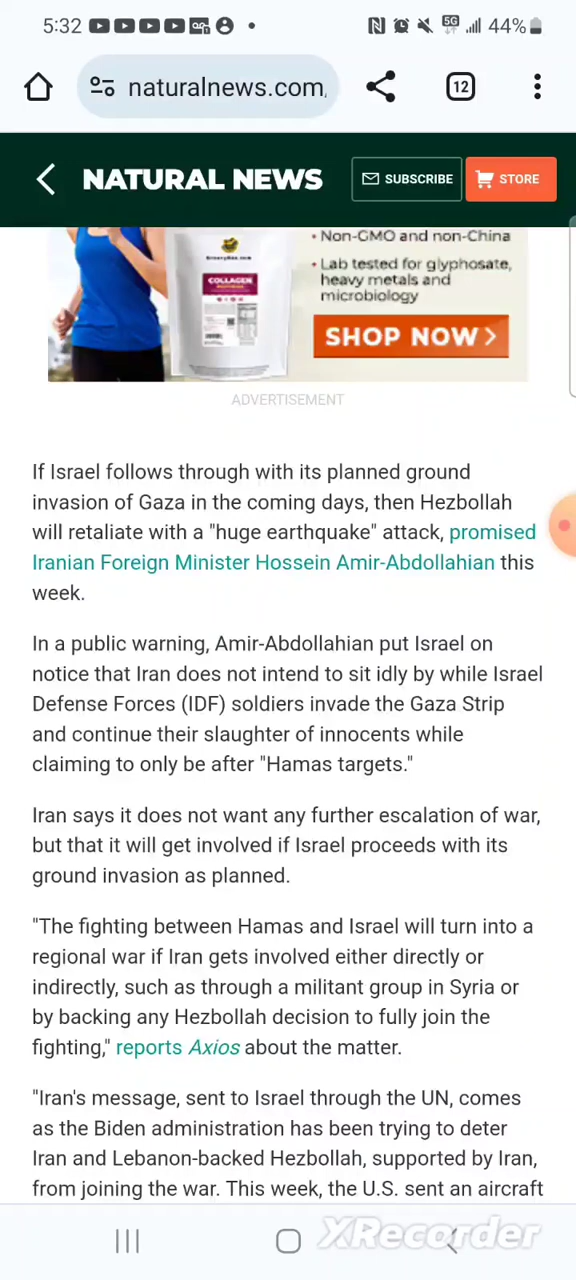 5:32
5G
44%
naturalnews.com,
12
NATURAL NEWS
SUBSCRIBE
STORE
• Non-GMO and non-China
• Lab tested for glyphosate,
heavy metals and
microbiology
COLLAGEN
SHOP NOW >
ADVERTISEMENT
If Israel follows through with its planned ground
invasion of Gaza in the coming days, then Hezbollah
will retaliate with a "huge earthquake" attack, promised
Iranian Foreign Minister Hossein Amir-Abdollahian this
week.
In a public warning, Amir-Abdollahian put Israel on
notice that Iran does not intend to sit idly by while Israel
Defense Forces (IDF) soldiers invade the Gaza Strip
and continue their slaughter of innocents while
claiming to only be after "Hamas targets."
Iran says it does not want any further escalation of war,
but that it will get involved if Israel proceeds with its
ground invasion as planned.
"The fighting between Hamas and Israel will turn into a
regional war if Iran gets involved either directly or
indirectly, such as through a militant group in Syria or
by backing any Hezbollah decision to fully join the
fighting," reports Axios about the matter.
"Iran's message, sent to Israel through the UN, comes
as the Biden administration has been trying to deter
Iran and Lebanon-backed Hezbollah, supported by Iran,
from joining the war. This week, the U.S. sent an aircraft
XRecorder